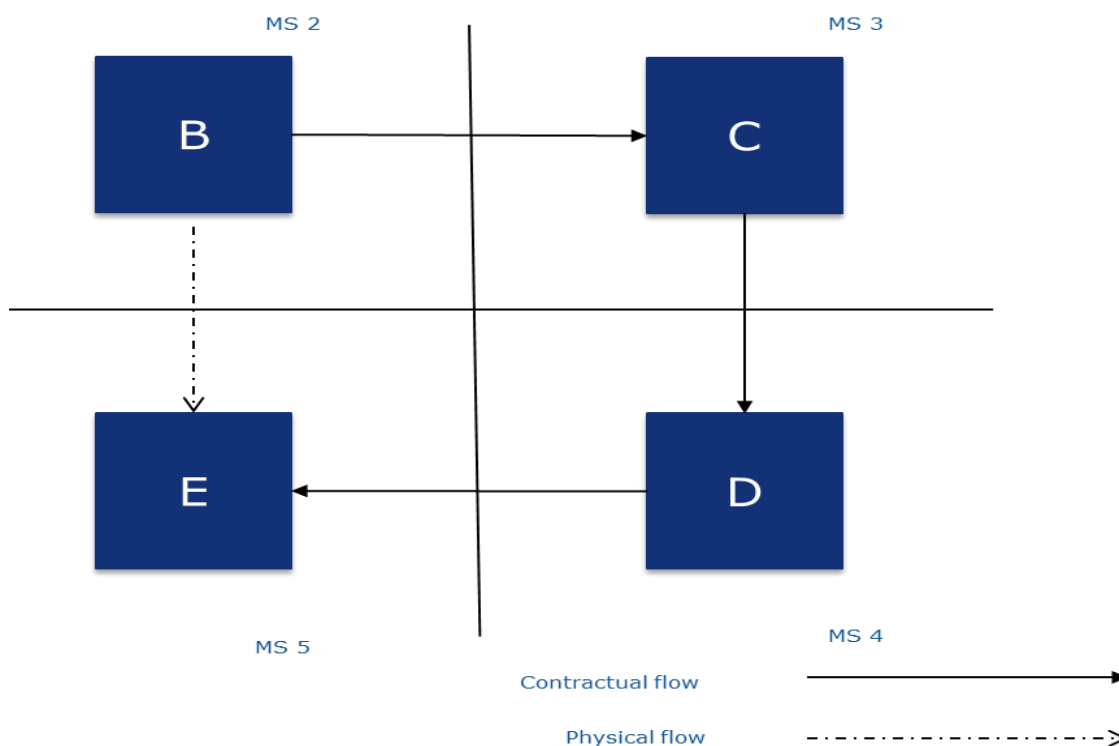 MS 2
MS 3
B
C
E
D
MS 5
MS 4
Contractual flow
Physical flow